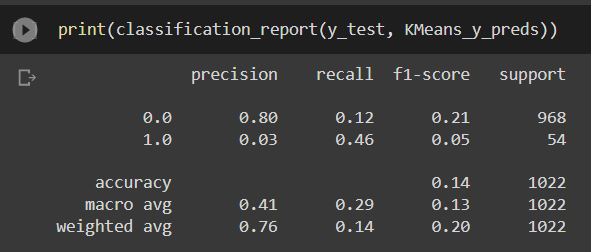 print(classification_report(y_test, KMeans_y_preds))
precision recall f1-score support
0.0 0.80 0.12 0.21 968
1.0 0.03 0.46 0.05 54
accuracy 0.14 1022
macro avg 0.41 0.29 0.13 1022
weighted avg 0.76 0.14 0.20 1022